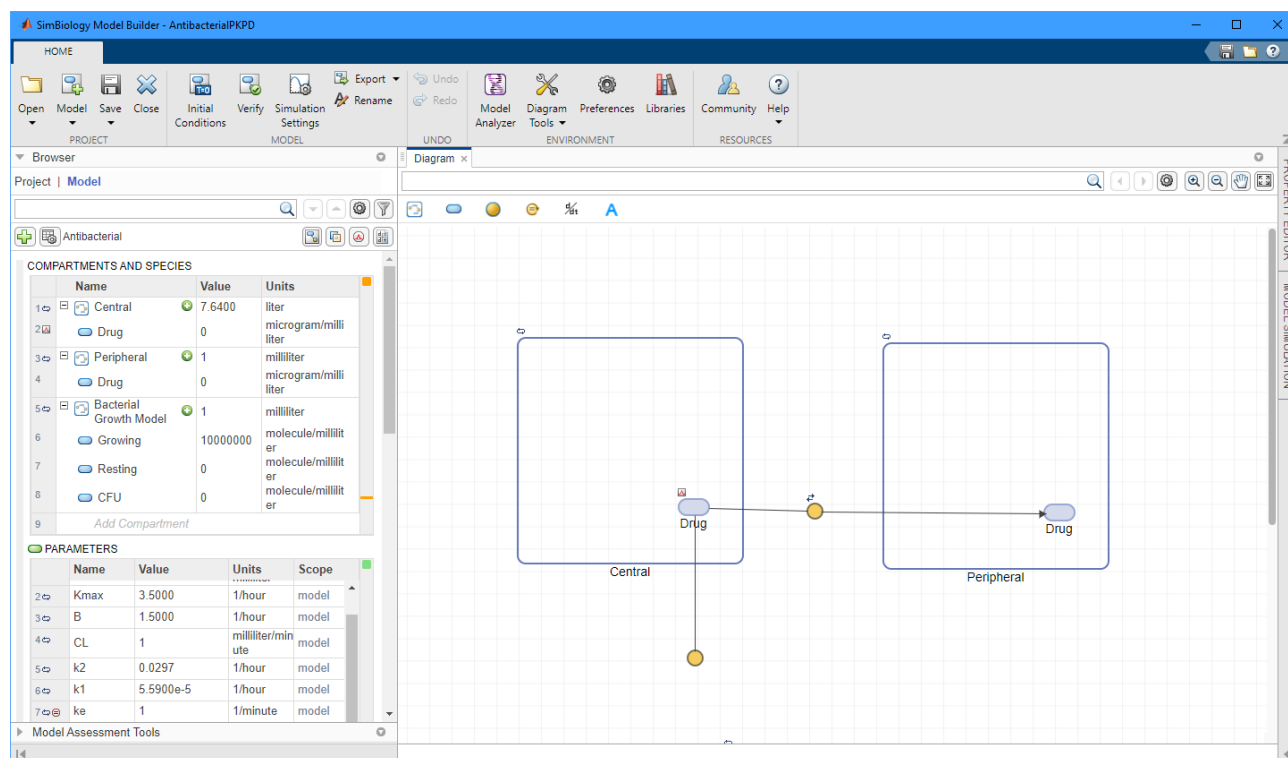 SimBiology Model Builder - AntibacterialPKPD
HOME
Open
Model
Save
Close
Initial
Conditions
Verify
Simulation
Settings
Export
Rename
Undo
Redo
Model
Analyzer
Diagram
Tools
Preferences
Libraries
Community
Help
PROJECT
MODEL
UNDO
ENVIRONMENT
RESOURCES
Browser
Project | Model
Antibacterial
COMPARTMENTS AND SPECIES
Name Value Units
1 Central 7.6400 liter
2 Drug 0 microgram/milli
liter
3 Peripheral 1 milliliter
4 Drug 0 microgram/milli
liter
5 Bacterial
Growth Model 1 milliliter
6 Growing 10000000 molecule/millilit
er
7 Resting 0 molecule/millilit
er
8 CFU 0 molecule/millilit
er
9 Add Compartment
PARAMETERS
Name Value Units Scope
2 Kmax 3.5000 1/hour model
3 B 1.5000 1/hour model
4 CL 1 milliliter/min
ute model
5 k2 0.0297 1/hour model
6 k1 5.5900e-5 1/hour model
7 ke 1 1/minute model
Model Assessment Tools
Diagram
A
Drug
Central
Drug
Peripheral
PROPERTY EDITOR
MODEL SIMULATION